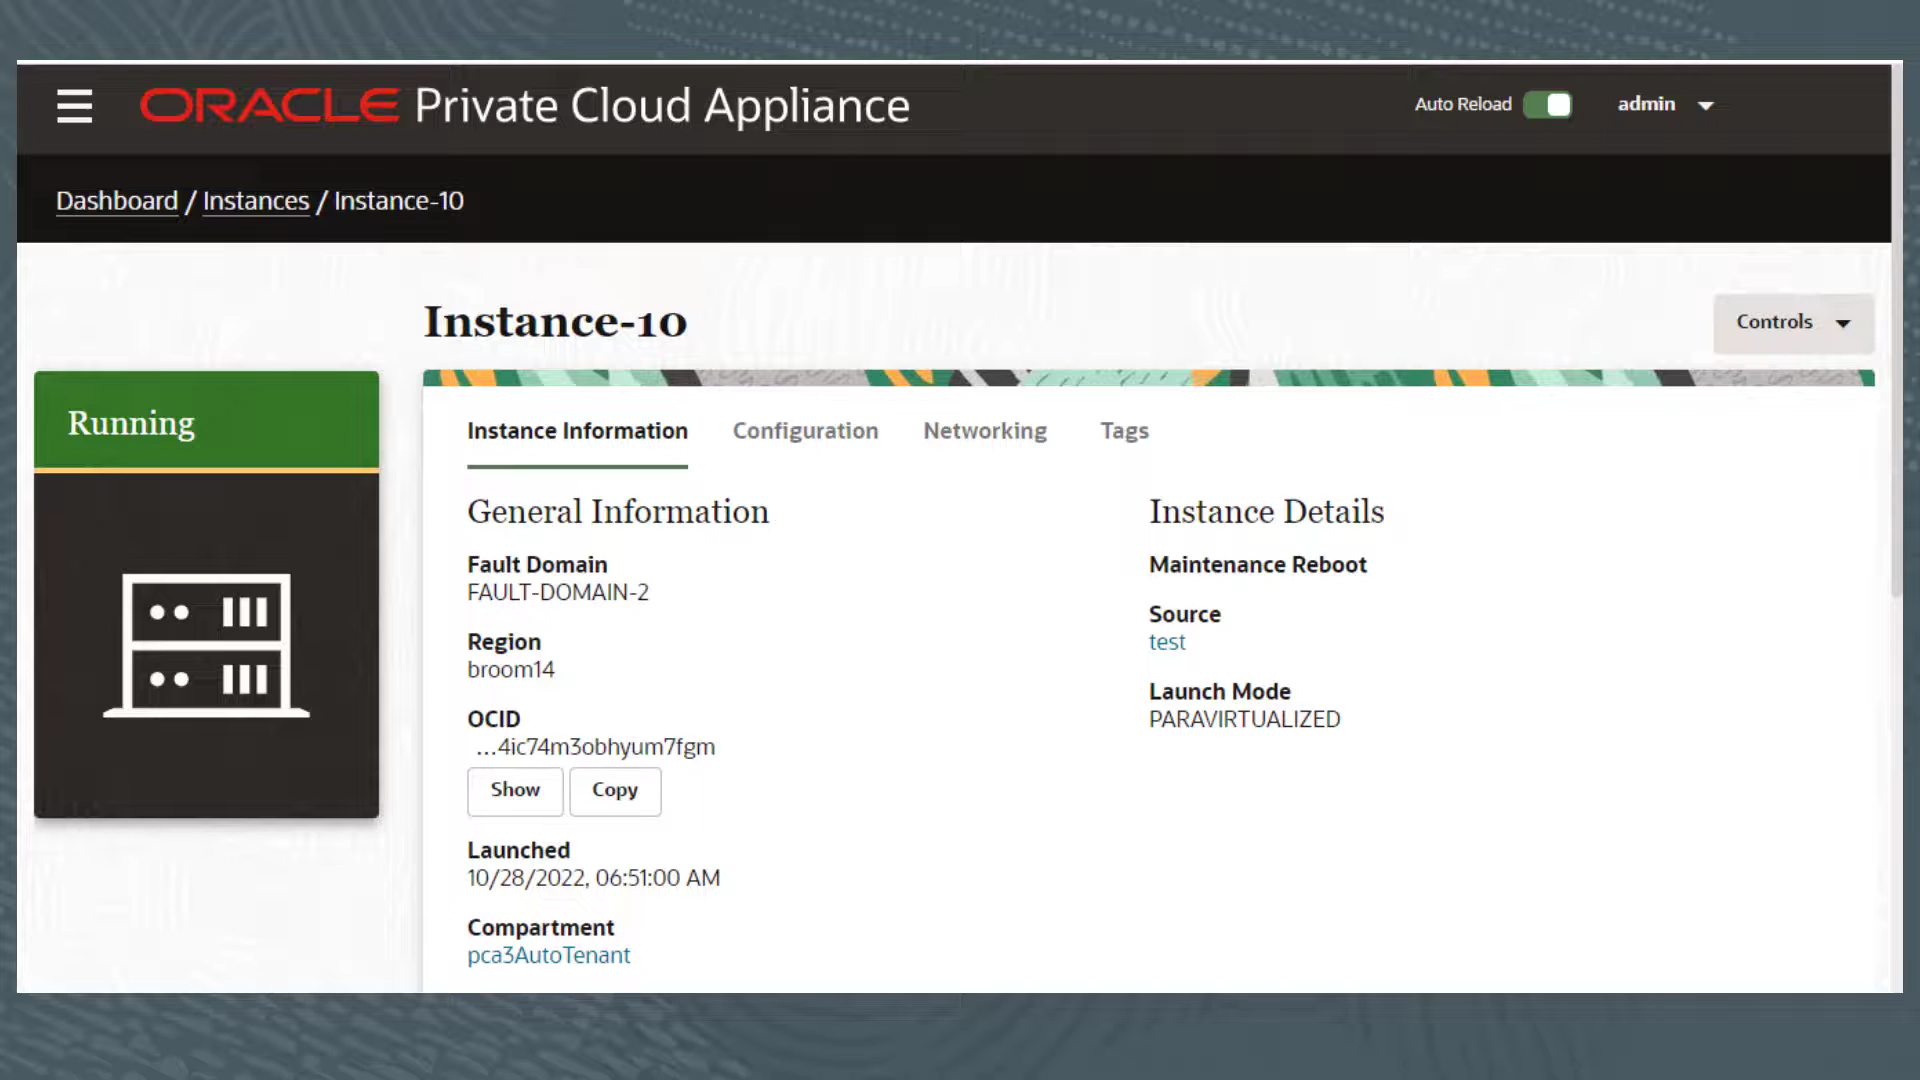 ORACLE Private Cloud Appliance
Auto Reload
admin
Dashboard / Instances / Instance-10
Instance-10
Controls
Running
Instance Information
Configuration
Networking
Tags
General Information
Fault Domain
FAULT-DOMAIN-2
Region
broom14
OCID
...4ic74m3obhyum7fgm
Show
Copy
Launched
10/28/2022, 06:51:00 AM
Compartment
pca3AutoTenant
Instance Details
Maintenance Reboot
Source
test
Launch Mode
PARAVIRTUALIZED